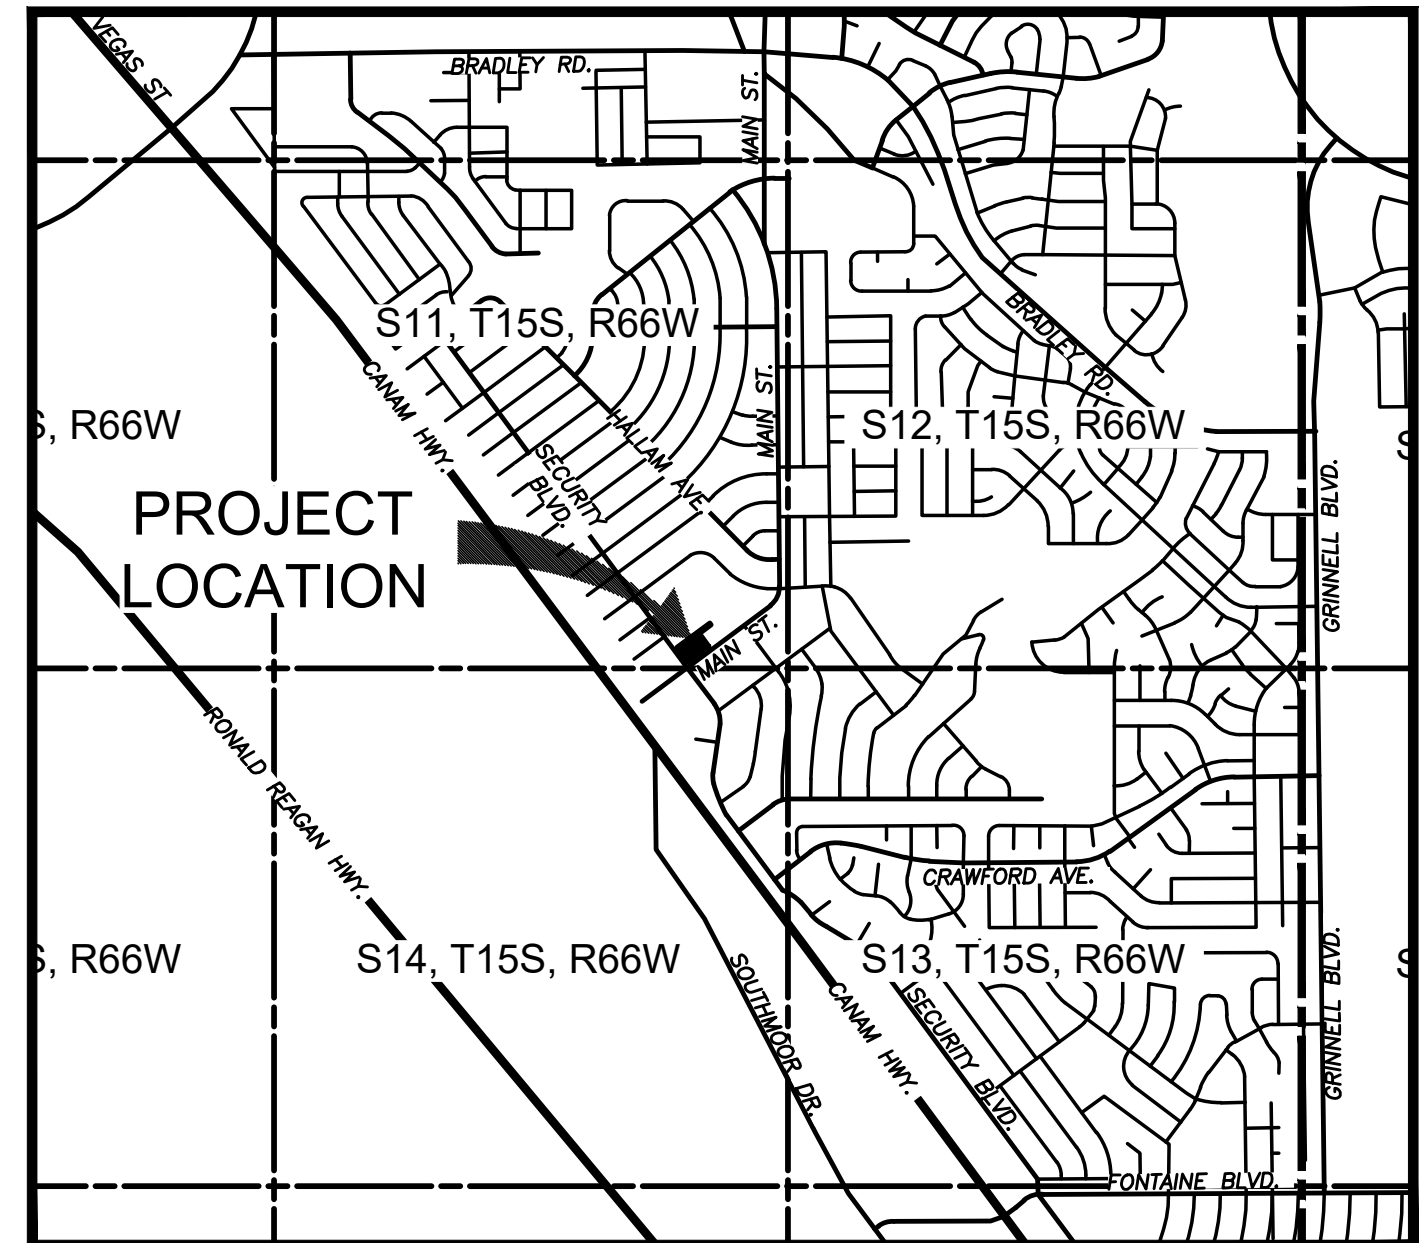 VEGAS ST
BRADLEY RD.
MAIN ST.
S11, T15S, R66W
BRADLEY RD.
CANAM HWY.
MAIN ST.
HALLAM AVE.
S, R66W
S12, T15S, R66W
S
SECURITY
BLVD.
GRINNELL BLVD.
PROJECT
LOCATION
MAIN ST.
RONALD REAGAN HWY.
CRAWFORD AVE.
S, R66W
S14, T15S, R66W
S13, T15S, R66W
S
SOUTHMOOR DR.
CANAM HWY.
SECURITY BLVD.
GRINNELL BLVD.
FONTAINE BLVD.